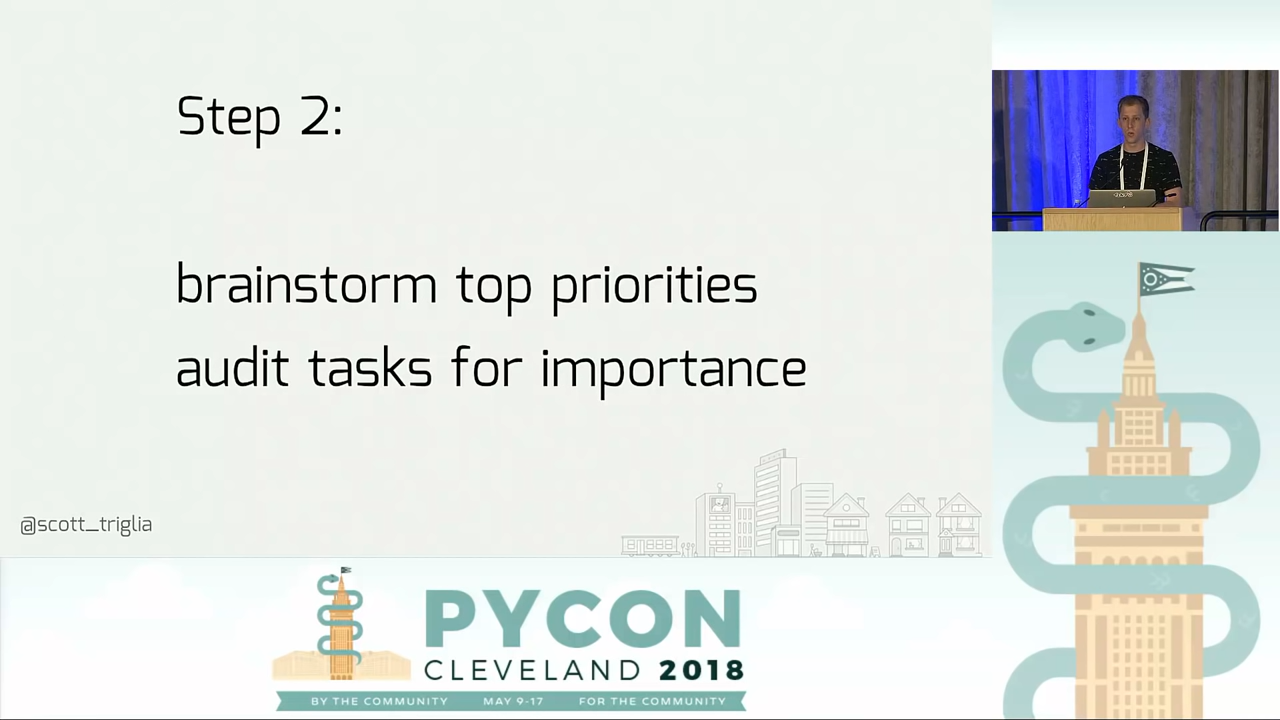 Step 2:
brainstorm top priorities
audit tasks for importance
@scott_triglia
PYCON
CLEVELAND 2018
BY THE COMMUNITY MAY 9-17 FOR THE COMMUNITY